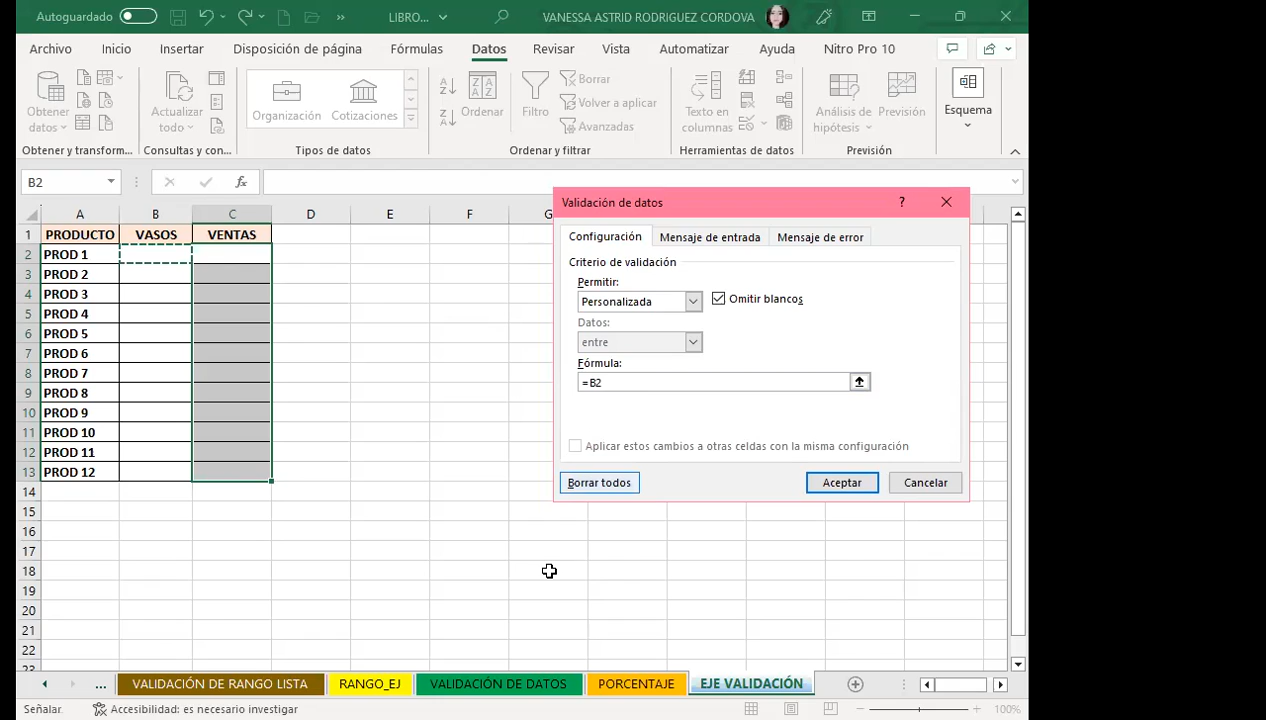 Autoguardado LIBRO... VANESSA ASTRID RODRIGUEZ CORDOVA
Archivo Inicio Insertar Disposición de página Fórmulas Datos Revisar Vista Automatizar Ayuda Nitro Pro 10
Obtener datos
Actualizar todo
Organización Cotizaciones
Ordenar
Filtro
Borrar
Volver a aplicar
Avanzadas
Texto en columnas
Análisis de hipótesis
Previsión
Esquema
Obtener y transform... Consultas y con... Tipos de datos Ordenar y filtrar Herramientas de datos Previsión
B2 fx
A B C D E F G
1 PRODUCTO VASOS VENTAS
2 PROD 1
3 PROD 2
4 PROD 3
5 PROD 4
6 PROD 5
7 PROD 6
8 PROD 7
9 PROD 8
10 PROD 9
11 PROD 10
12 PROD 11
13 PROD 12
14
15
16
17
18
19
20
21
22
23
Validación de datos ?
Configuración Mensaje de entrada Mensaje de error
Criterio de validación
Permitir:
Personalizada Omitir blancos
Datos:
entre
Fórmula:
=B2
Aplicar estos cambios a otras celdas con la misma configuración
Borrar todos Aceptar Cancelar
... VALIDACIÓN DE RANGO LISTA RANGO_EJ VALIDACIÓN DE DATOS PORCENTAJE EJE VALIDACIÓN
Señalar Accesibilidad: es necesario investigar 100%